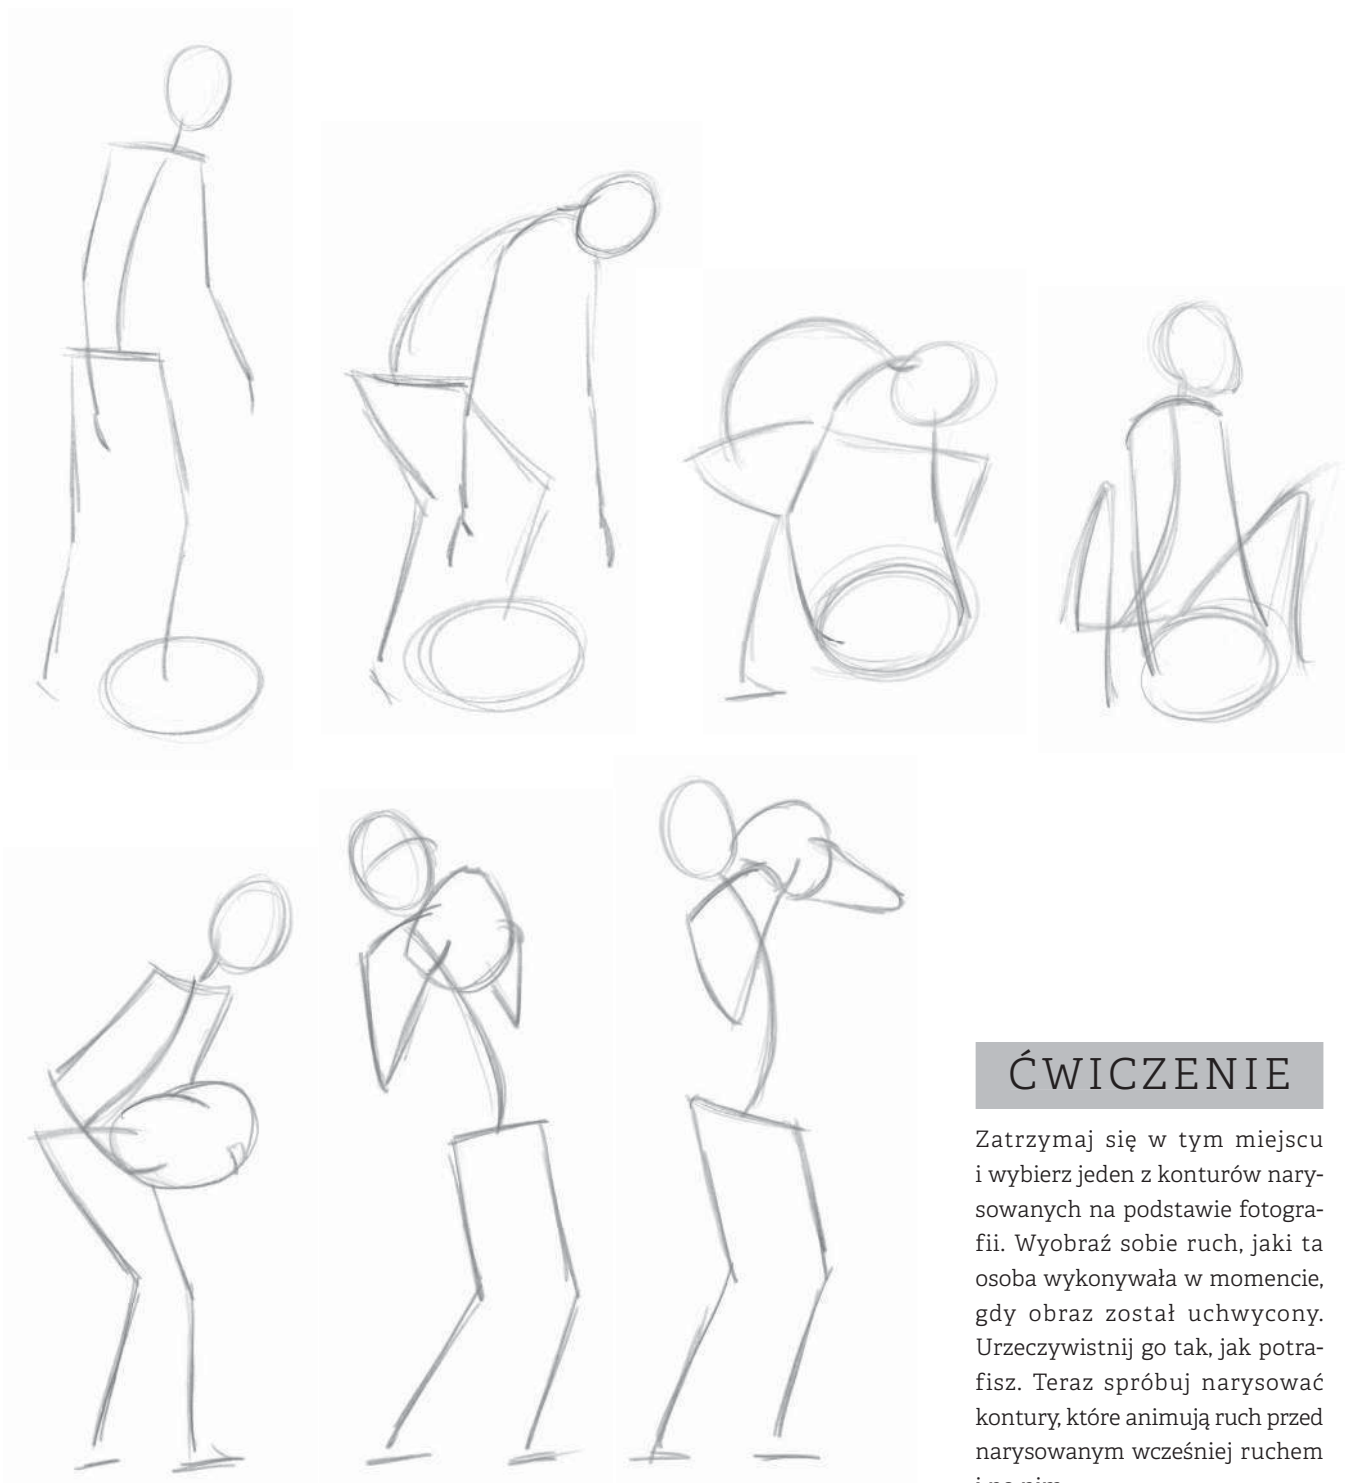 ĆWICZENIE
Zatrzymaj się w tym miejscu
i wybierz jeden z konturów nary-
sowanych na podstawie fotogra-
fii. Wyobraź sobie ruch, jaki ta
osoba wykonywała w momencie,
gdy obraz został uchwycony.
Urzeczywistnij go tak, jak potra-
fisz. Teraz spróbuj narysować
kontury, które animują ruch przed
narysowanym wcześniej ruchem